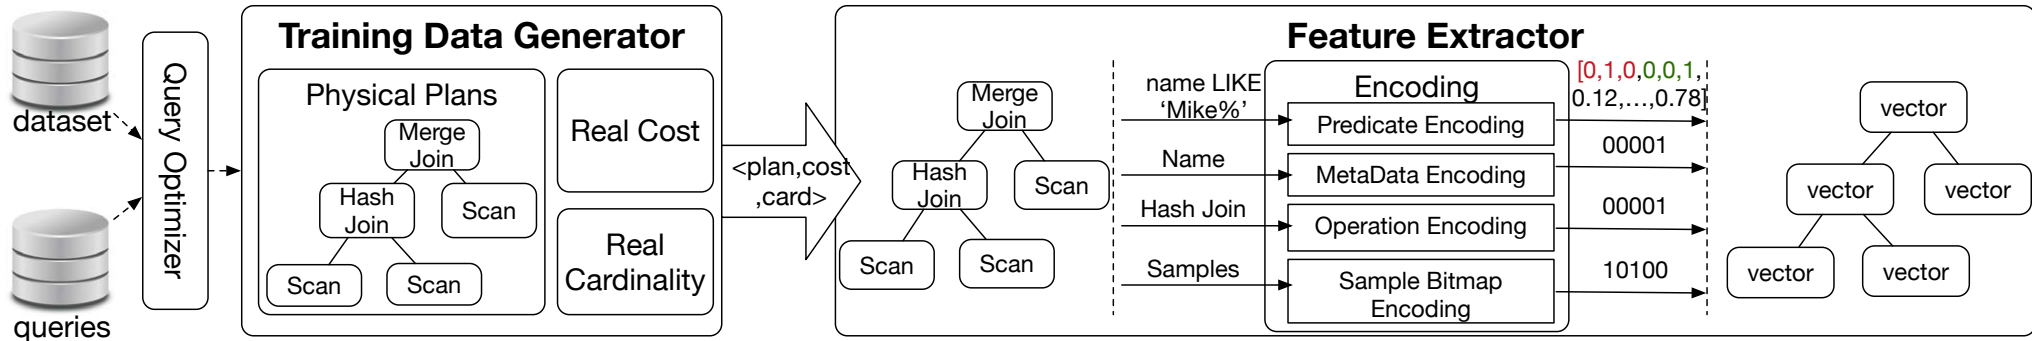 dataset
queries
Query Optimizer
Training Data Generator
Physical Plans
Merge
Join
Hash
Join
Scan
Scan
Scan
Real Cost
Real
Cardinality
<plan,cost
,card>
Feature Extractor
Merge
Join
Hash
Join
Scan
Scan
Scan
name LIKE
‘Mike%’
Name
Hash Join
Samples
Encoding
Predicate Encoding
MetaData Encoding
Operation Encoding
Sample Bitmap
Encoding
[0,1,0,0,0,1,
0.12,...,0.78]
00001
00001
10100
vector
vector
vector
vector
vector